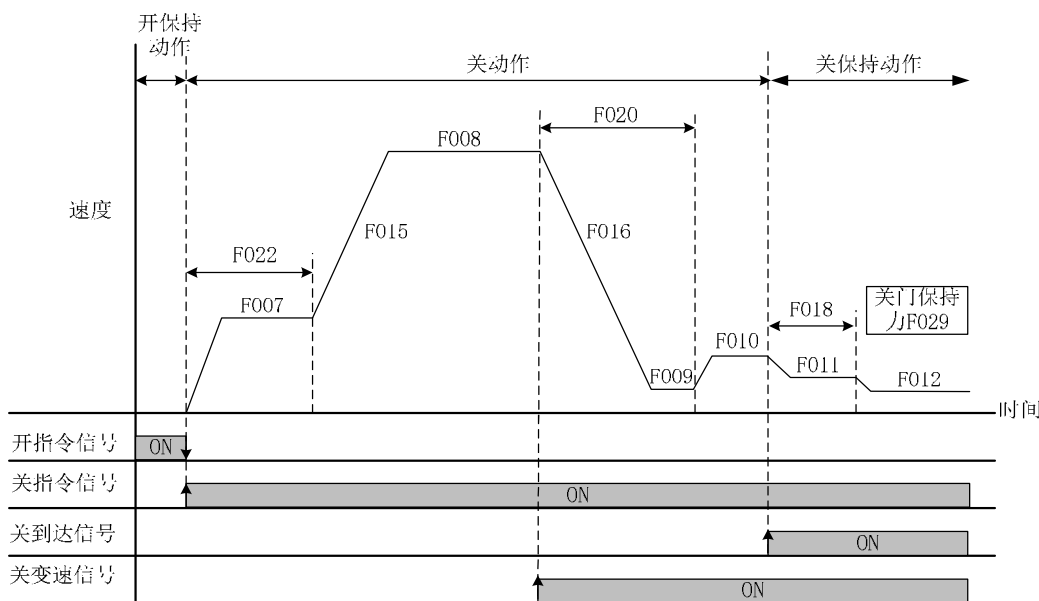 开保持
动作
关动作
关保持动作
F020
F008
速度
F015
F016
F022
F007
F018
关门保持
力F029
F010
F009
F011
F012
时间
开指令信号
ON
关指令信号
ON
关到达信号
ON
关变速信号
ON